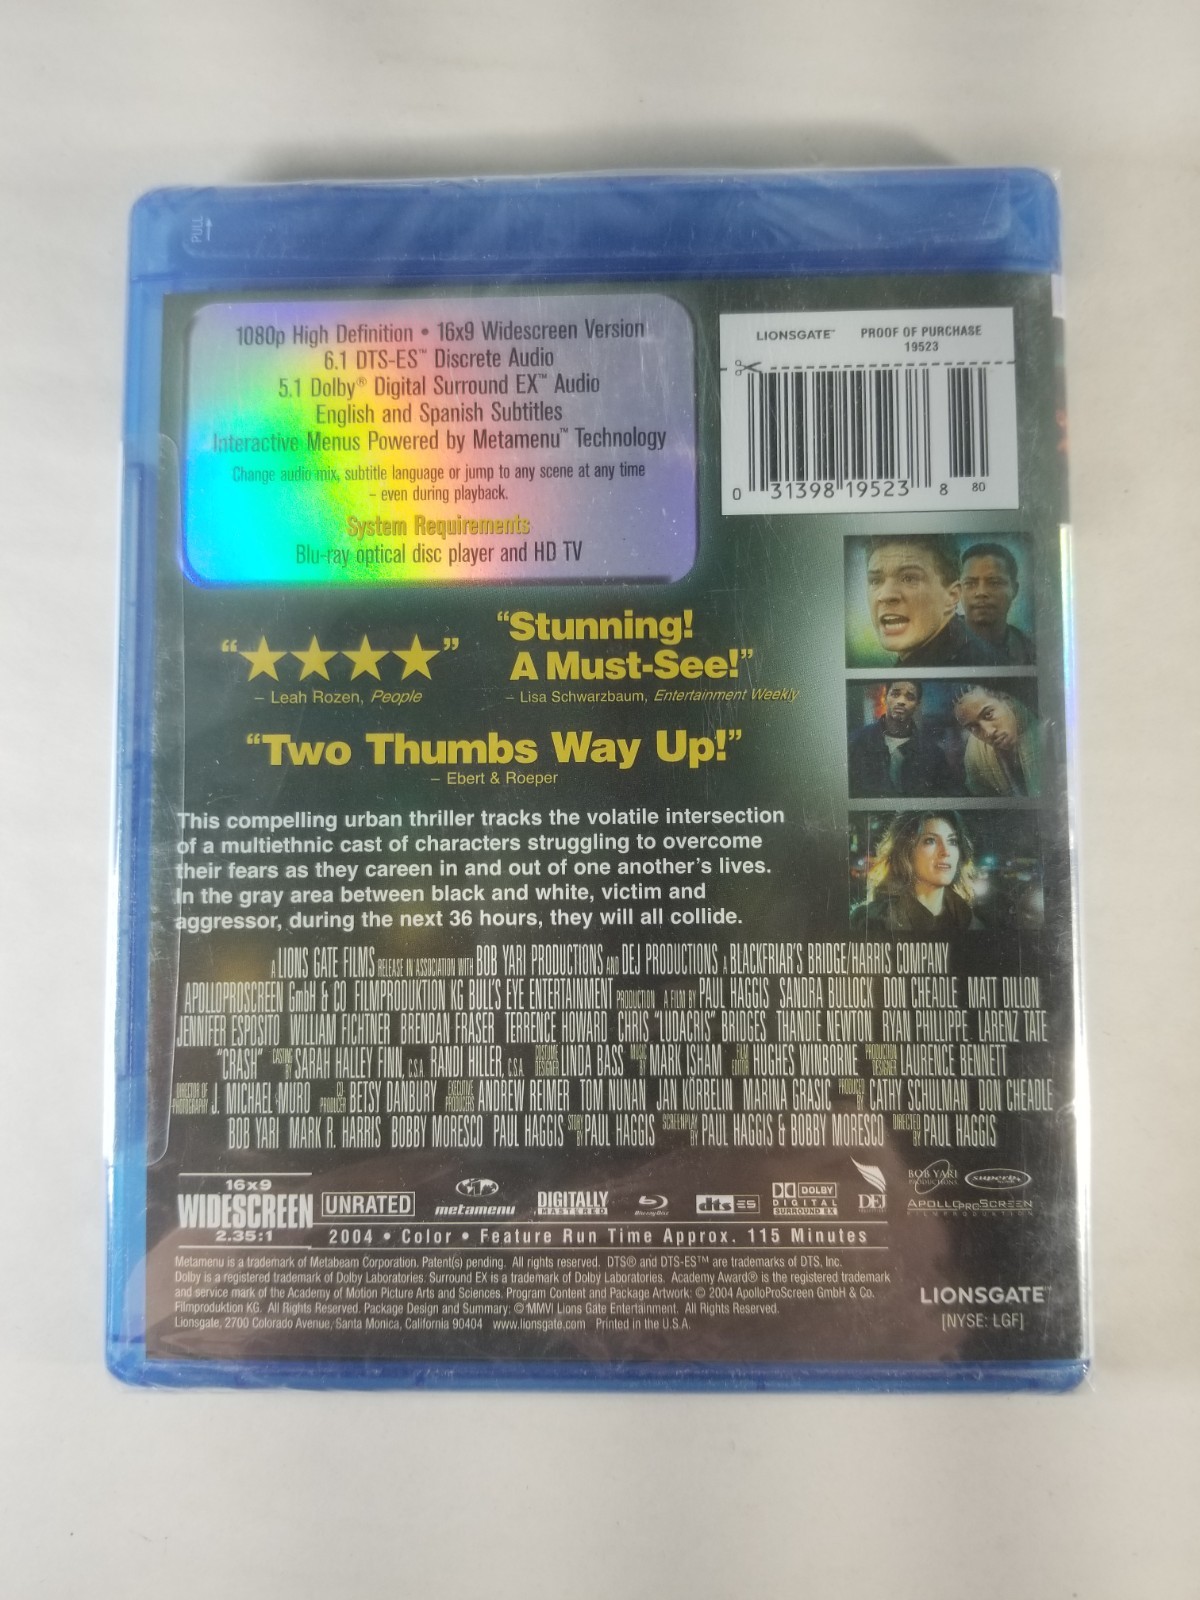 PULL
1080p High Definition • 16x9 Widescreen Version
6.1 DTS-ES™ Discrete Audio
5.1 Dolby® Digital Surround EX™ Audio
English and Spanish Subtitles
Interactive Menus Powered by Metamenu™ Technology
Change audio mix, subtitle language or jump to any scene at any time
– even during playback.
System Requirements
Blu-ray optical disc player and HD TV
LIONSGATE™ PROOF OF PURCHASE
19523
0 31398 19523 8 80
“★★★★”
– Leah Rozen, People
“Stunning!
A Must-See!”
– Lisa Schwarzbaum, Entertainment Weekly
“Two Thumbs Way Up!”
– Ebert & Roeper
This compelling urban thriller tracks the volatile intersection
of a multiethnic cast of characters struggling to overcome
their fears as they careen in and out of one another’s lives.
In the gray area between black and white, victim and
aggressor, during the next 36 hours, they will all collide.
A LIONS GATE FILMS RELEASE IN ASSOCIATION WITH BOB YARI PRODUCTIONS AND DEJ PRODUCTIONS A BLACKFRIAR'S BRIDGE/HARRIS COMPANY
APOLLOPROSCREEN GmbH & CO FILMPRODUKTION KG BULL'S EYE ENTERTAINMENT PRODUCTION A FILM BY PAUL HAGGIS SANDRA BULLOCK DON CHEADLE MATT DILLON
JENNIFER ESPOSITO WILLIAM FICHTNER BRENDAN FRASER TERRENCE HOWARD CHRIS "LUDACRIS" BRIDGES THANDIE NEWTON RYAN PHILLIPPE LARENZ TATE
"CRASH" CASTING BY SARAH HALLEY FINN, C.S.A. RANDI HILLER, C.S.A. COSTUME DESIGNER LINDA BASS MUSIC BY MARK ISHAM FILM EDITOR HUGHES WINBORNE PRODUCTION DESIGNER LAURENCE BENNETT
DIRECTOR OF PHOTOGRAPHY J. MICHAEL MURO CO-PRODUCER BETSY DANBURY EXECUTIVE PRODUCERS ANDREW REIMER TOM NUNAN JAN KÖRBELIN MARINA GRASIC PRODUCED BY CATHY SCHULMAN DON CHEADLE
BOB YARI MARK R. HARRIS BOBBY MORESCO PAUL HAGGIS STORY BY PAUL HAGGIS SCREENPLAY BY PAUL HAGGIS & BOBBY MORESCO DIRECTED BY PAUL HAGGIS
16x9
WIDESCREEN
2.35:1
UNRATED
metamenu
DIGITALLY
MASTERED
Blu-ray Disc
dts ES
DOLBY
DIGITAL
SURROUND EX
DEJ
BOB YARI
PRODUCTIONS
superb
APOLLOPROSCREEN
FILMPRODUKTION
2004 • Color • Feature Run Time Approx. 115 Minutes
Metamenu is a trademark of Metabeam Corporation. Patent(s) pending. All rights reserved. DTS® and DTS-ES™ are trademarks of DTS, Inc.
Dolby is a registered trademark of Dolby Laboratories. Surround EX is a trademark of Dolby Laboratories. Academy Award® is the registered trademark
and service mark of the Academy of Motion Picture Arts and Sciences. Program Content and Package Artwork: © 2004 ApolloProScreen GmbH & Co.
Filmproduktion KG. All Rights Reserved. Package Design and Summary: © MMVI Lions Gate Entertainment. All Rights Reserved.
Lionsgate, 2700 Colorado Avenue, Santa Monica, California 90404 www.lionsgate.com Printed in the U.S.A.
LIONSGATE™
[NYSE: LGF]